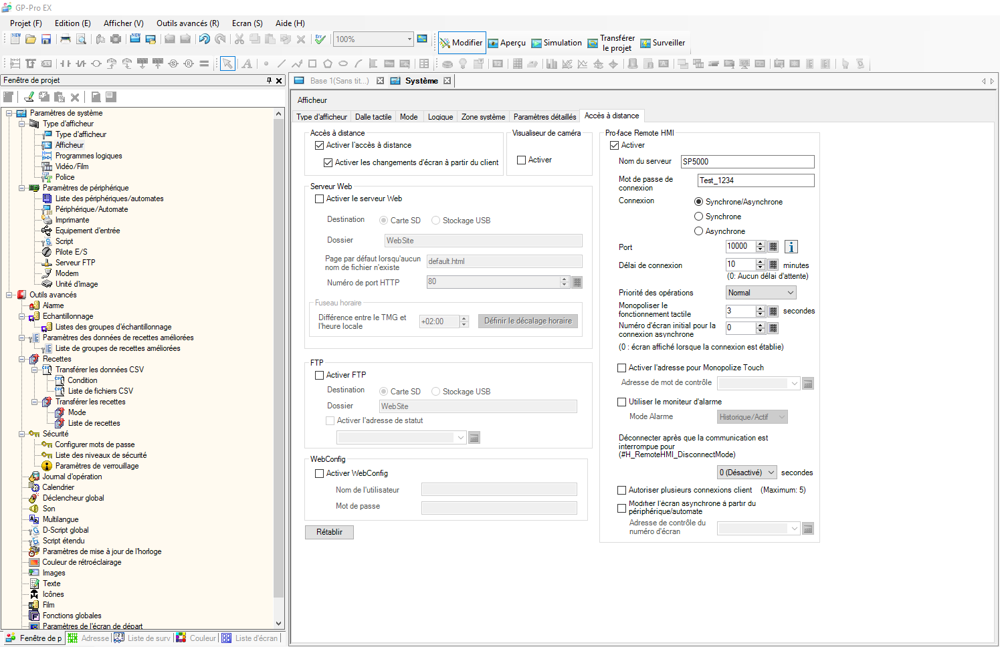 GP-Pro EX
Projet (F) Edition (E) Afficher (V) Outils avancés (R) Ecran (S) Aide (H)
100% Modifier Aperçu Simulation Transférer le projet Surveiller
Fenêtre de projet
Base 1(Sans tit...) Système
Paramètres de système
Type d'afficheur
Type d'afficheur
Afficheur
Programmes logiques
Vidéo/Film
Police
Paramètres de périphérique
Liste des périphériques/automates
Périphérique/Automate
Imprimante
Equipement d'entrée
Script
Pilote E/S
Serveur FTP
Modem
Unité d'image
Outils avancés
Alarme
Echantillonnage
Listes des groupes d'échantillonnage
Paramètres des données de recettes améliorées
Liste de groupes de recettes améliorées
Recettes
Transférer les données CSV
Condition
Liste de fichiers CSV
Transférer les recettes
Mode
Liste de recettes
Sécurité
Configurer mots de passe
Liste des niveaux de sécurité
Paramètres de verrouillage
Journal d'opération
Calendrier
Déclencheur global
Son
Multilangue
D-Script global
Script étendu
Paramètres de mise à jour de l'horloge
Couleur de rétroéclairage
Images
Texte
Icônes
Film
Fonctions globales
Paramètres de l'écran de départ
Fenêtre de p Adresse Liste de surv Couleur Liste d'écran
Afficheur
Type d'afficheur Dalle tactile Mode Logique Zone système Paramètres détaillés Accès à distance
Accès à distance
Activer l'accès à distance
Activer les changements d'écran à partir du client
Visualiseur de caméra
Activer
Serveur Web
Activer le serveur Web
Destination Carte SD Stockage USB
Dossier WebSite
Page par défaut lorsqu'aucun
nom de fichier n'existe default.html
Numéro de port HTTP 80
Fuseau horaire
Différence entre le TMG et
l'heure locale +02:00 Définir le décalage horaire
FTP
Activer FTP
Destination Carte SD Stockage USB
Dossier WebSite
Activer l'adresse de statut
WebConfig
Activer WebConfig
Nom de l'utilisateur
Mot de passe
Rétablir
Pro-face Remote HMI
Activer
Nom du serveur SP5000
Mot de passe de
connexion Test_1234
Connexion Synchrone/Asynchrone
Synchrone
Asynchrone
Port 10000
Délai de connexion 10 minutes
(0: Aucun délai d'attente)
Priorité des opérations Normal
Monopoliser le
fonctionnement tactile 3 secondes
Numéro d'écran initial pour la
connexion asynchrone 0
(0 : écran affiché lorsque la connexion est établie)
Activer l'adresse pour Monopolize Touch
Adresse de mot de contrôle
Utiliser le moniteur d'alarme
Mode Alarme Historique/Actif
Déconnecter après que la communication est
interrompue pour
(#H_RemoteHMI_DisconnectMode)
0 (Désactivé) secondes
Autoriser plusieurs connexions client (Maximum: 5)
Modifier l'écran asynchrone à partir du
périphérique/automate
Adresse de contrôle du
numéro d'écran